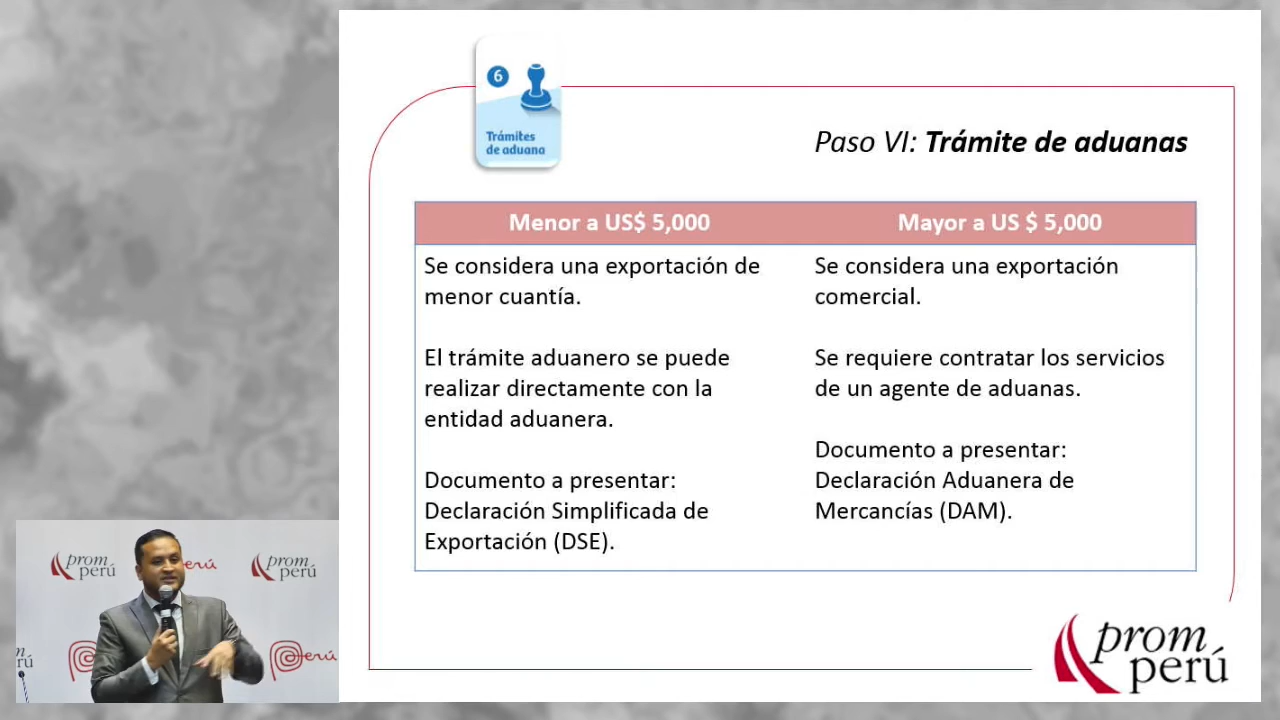 6
Trámites
de aduana
Paso VI: Trámite de aduanas
Menor a US$ 5,000
Mayor a US $ 5,000
Se considera una exportación de
menor cuantía.
El trámite aduanero se puede
realizar directamente con la
entidad aduanera.
Documento a presentar:
Declaración Simplificada de
Exportación (DSE).
Se considera una exportación
comercial.
Se requiere contratar los servicios
de un agente de aduanas.
Documento a presentar:
Declaración Aduanera de
Mercancías (DAM).
prom
perú
prom
perú
erú
prom
perú
rú
Perú